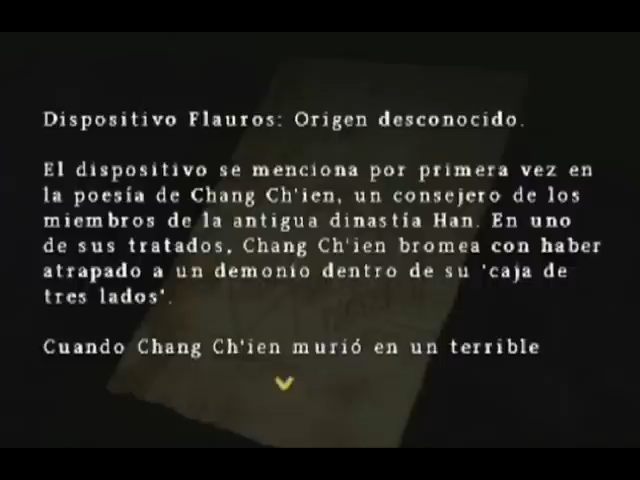 Dispositivo Flauros: Origen desconocido.
El dispositivo se menciona por primera vez en
la poesía de Chang Ch'ien, un consejero de los
miembros de la antigua dinastía Han. En uno
de sus tratados, Chang Ch'ien bromea con haber
atrapado a un demonio dentro de su 'caja de
tres lados'.
Cuando Chang Ch'ien murió en un terrible